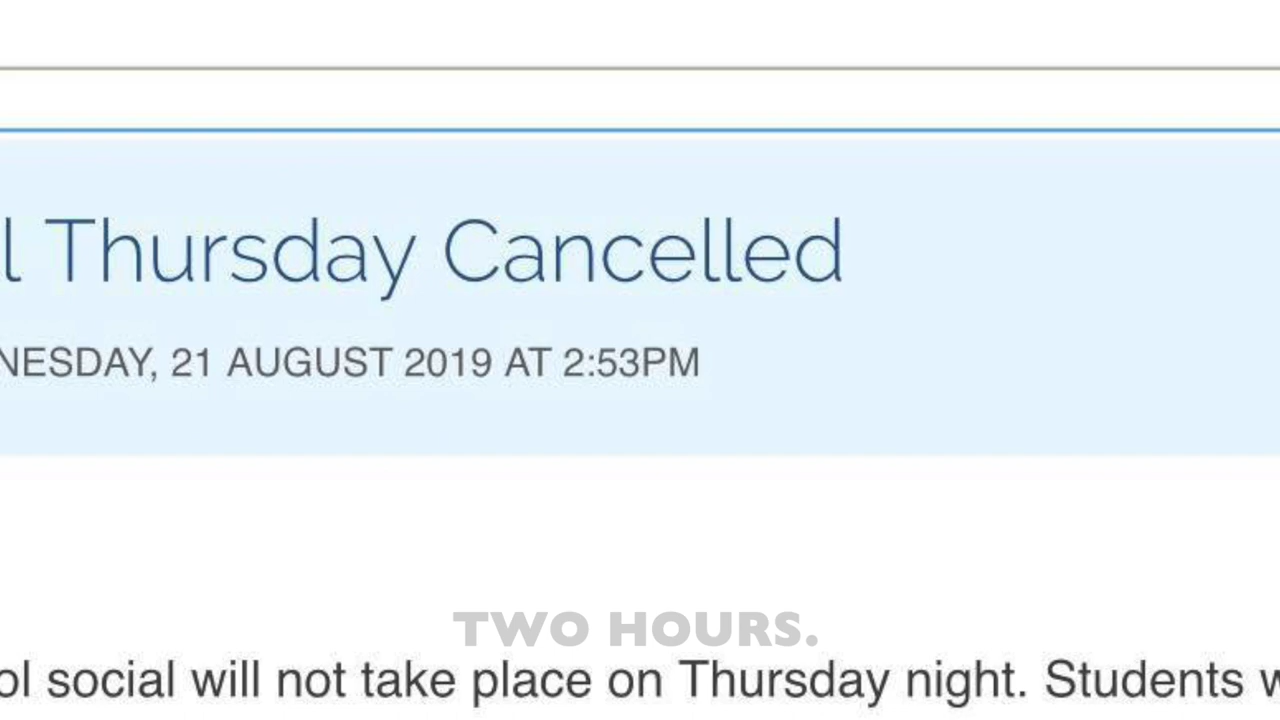 l Thursday Cancelled
NESDAY, 21 AUGUST 2019 AT 2:53PM
TWO HOURS.
ol social will not take place on Thursday night. Students w